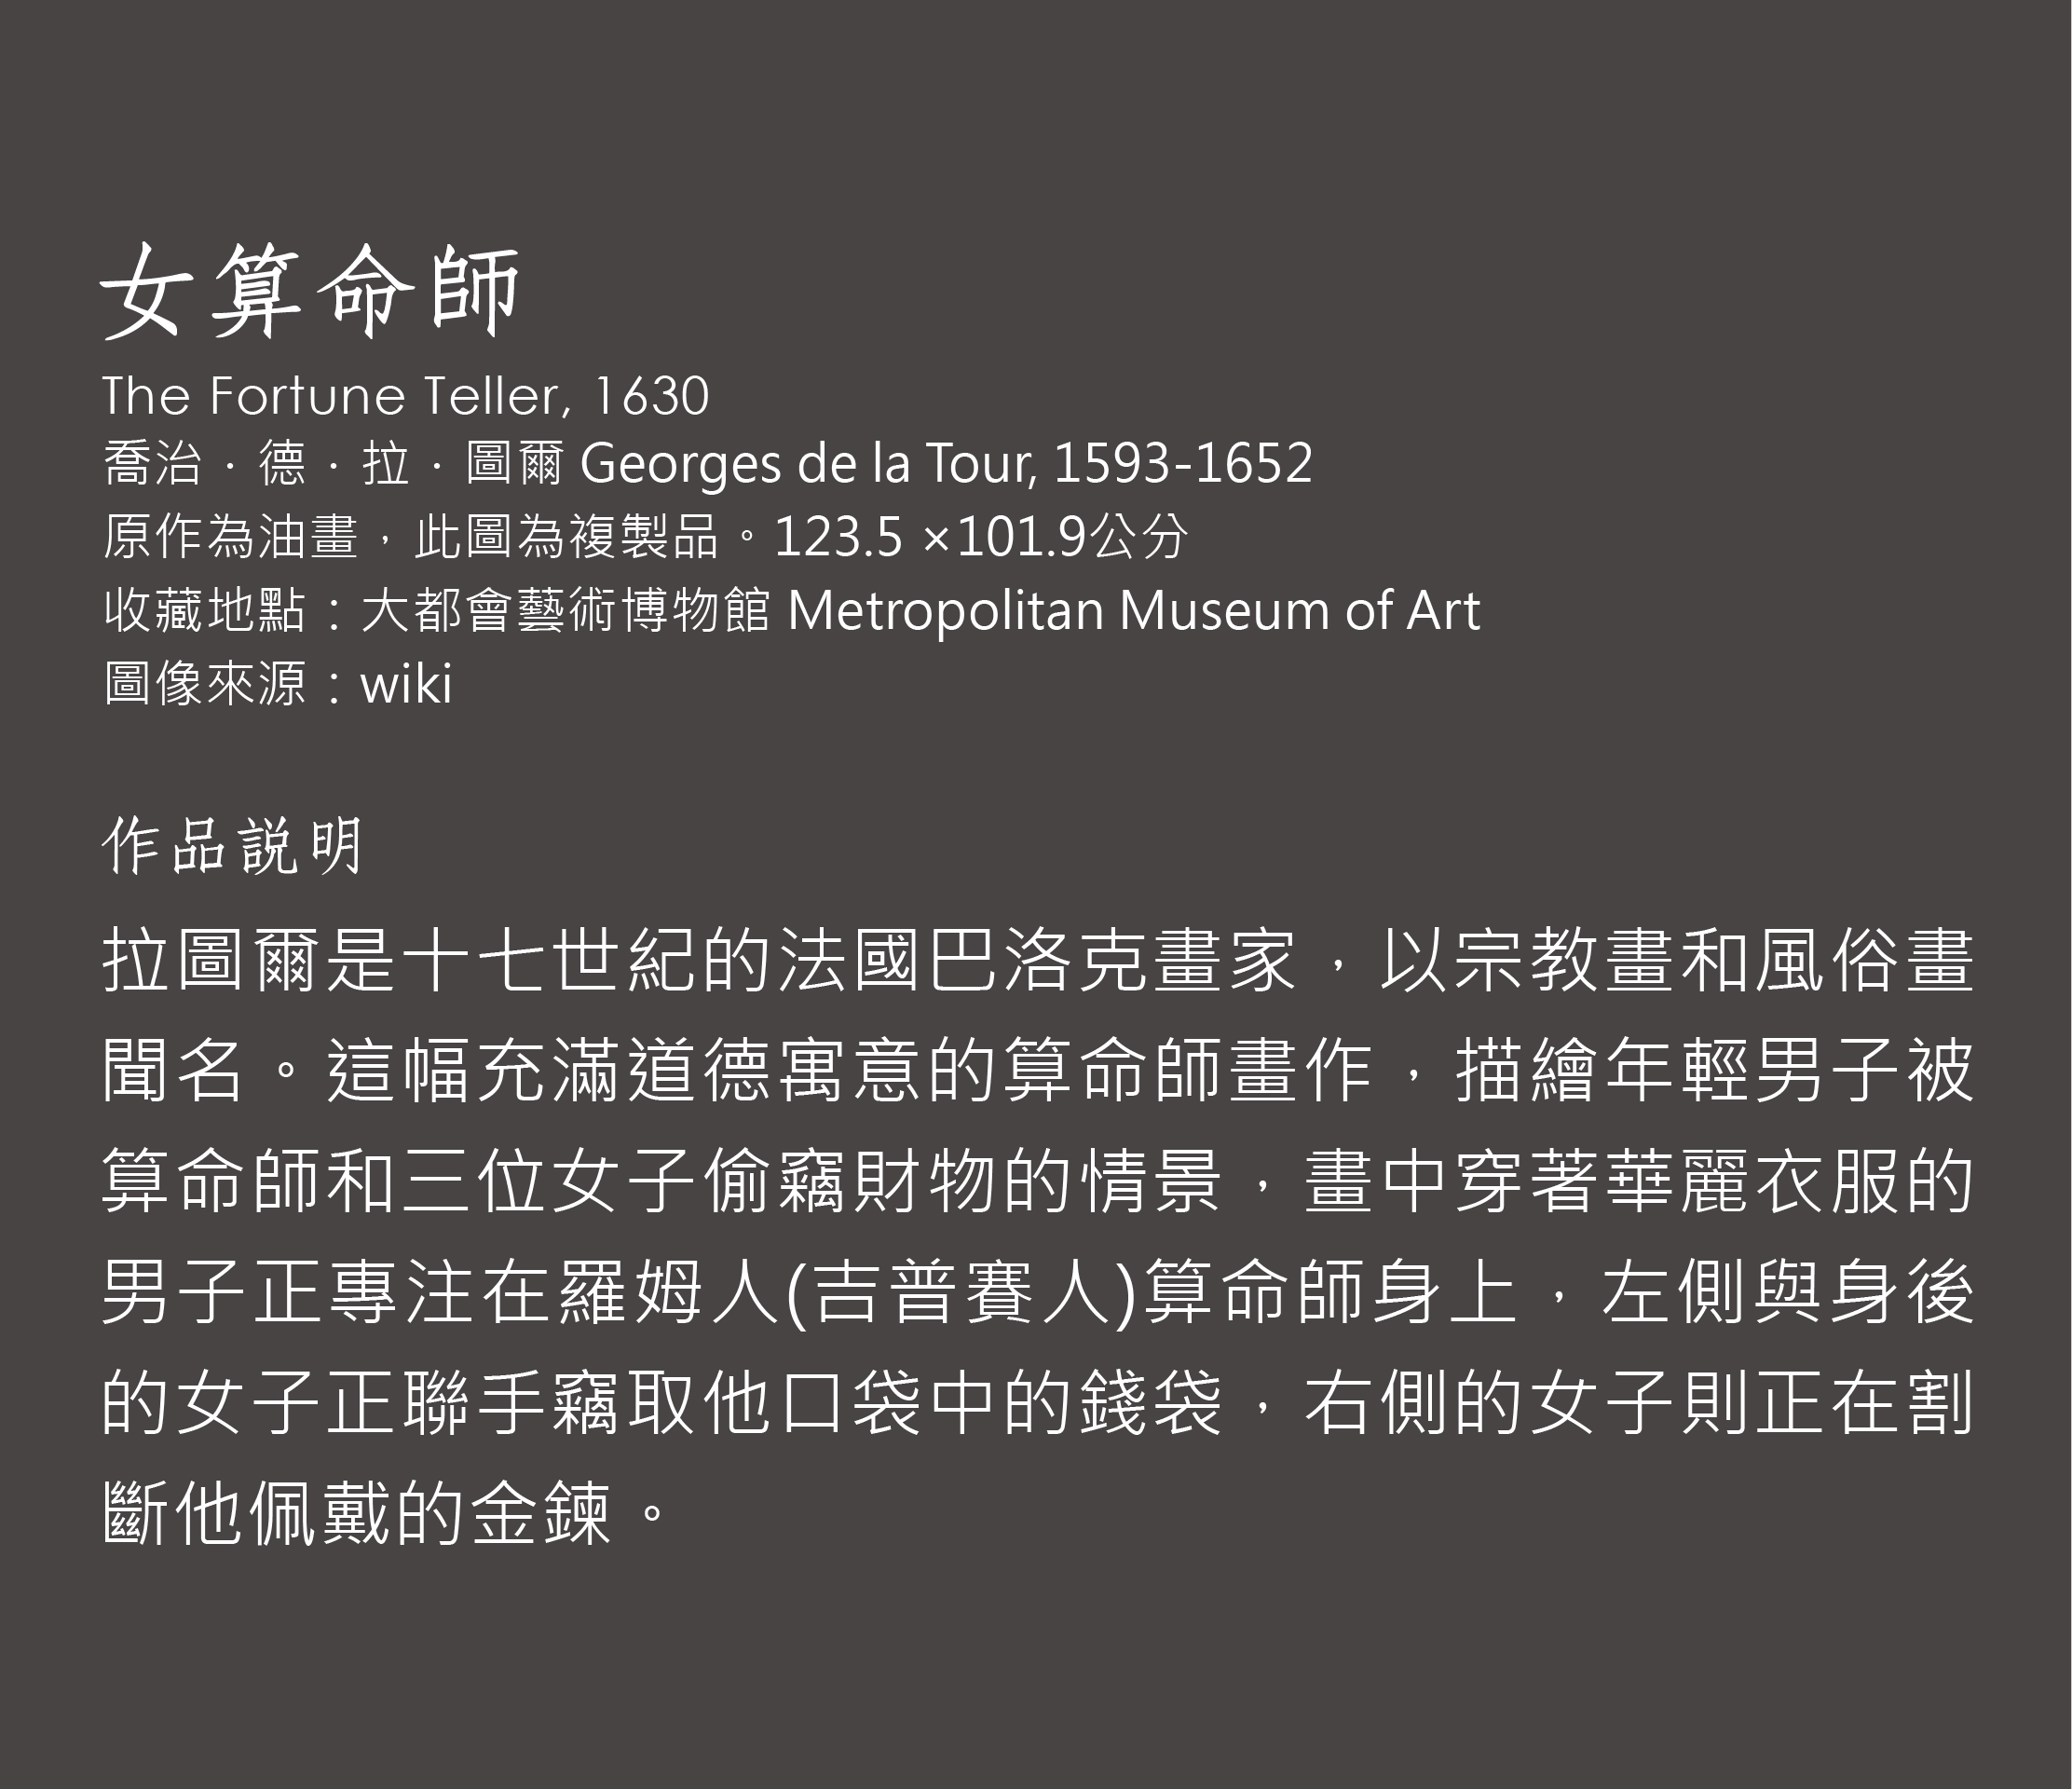 女算命師
The Fortune Teller, 1630
喬治．德．拉．圖爾 Georges de la Tour, 1593-1652
原作為油畫，此圖為複製品。123.5 ×101.9公分
收藏地點：大都會藝術博物館 Metropolitan Museum of Art
圖像來源：wiki
作品說明
拉圖爾是十七世紀的法國巴洛克畫家，以宗教畫和風俗畫
聞名。這幅充滿道德寓意的算命師畫作，描繪年輕男子被
算命師和三位女子偷竊財物的情景，畫中穿著華麗衣服的
男子正專注在羅姆人(吉普賽人)算命師身上，左側與身後
的女子正聯手竊取他口袋中的錢袋，右側的女子則正在割
斷他佩戴的金鍊。